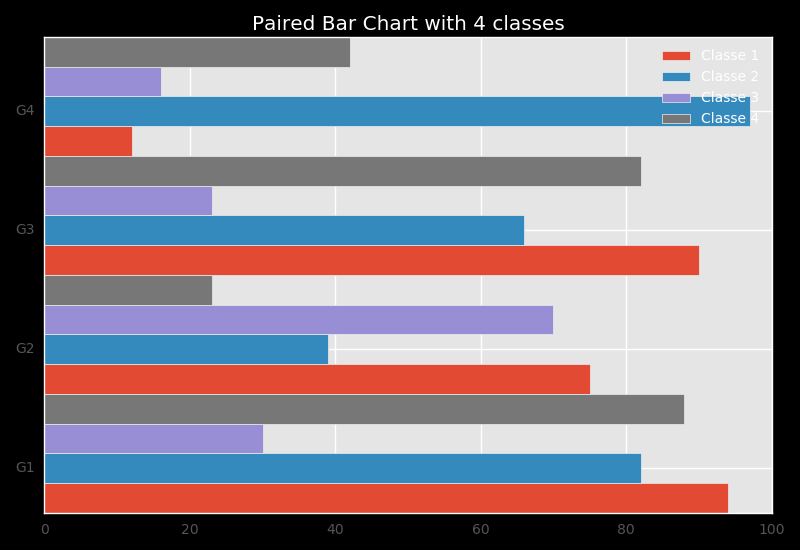 Paired Bar Chart with 4 classes
Classe 1
Classe 2
Classe 3
Classe 4
G4
G3
G2
G1
0 20 40 60 80 100